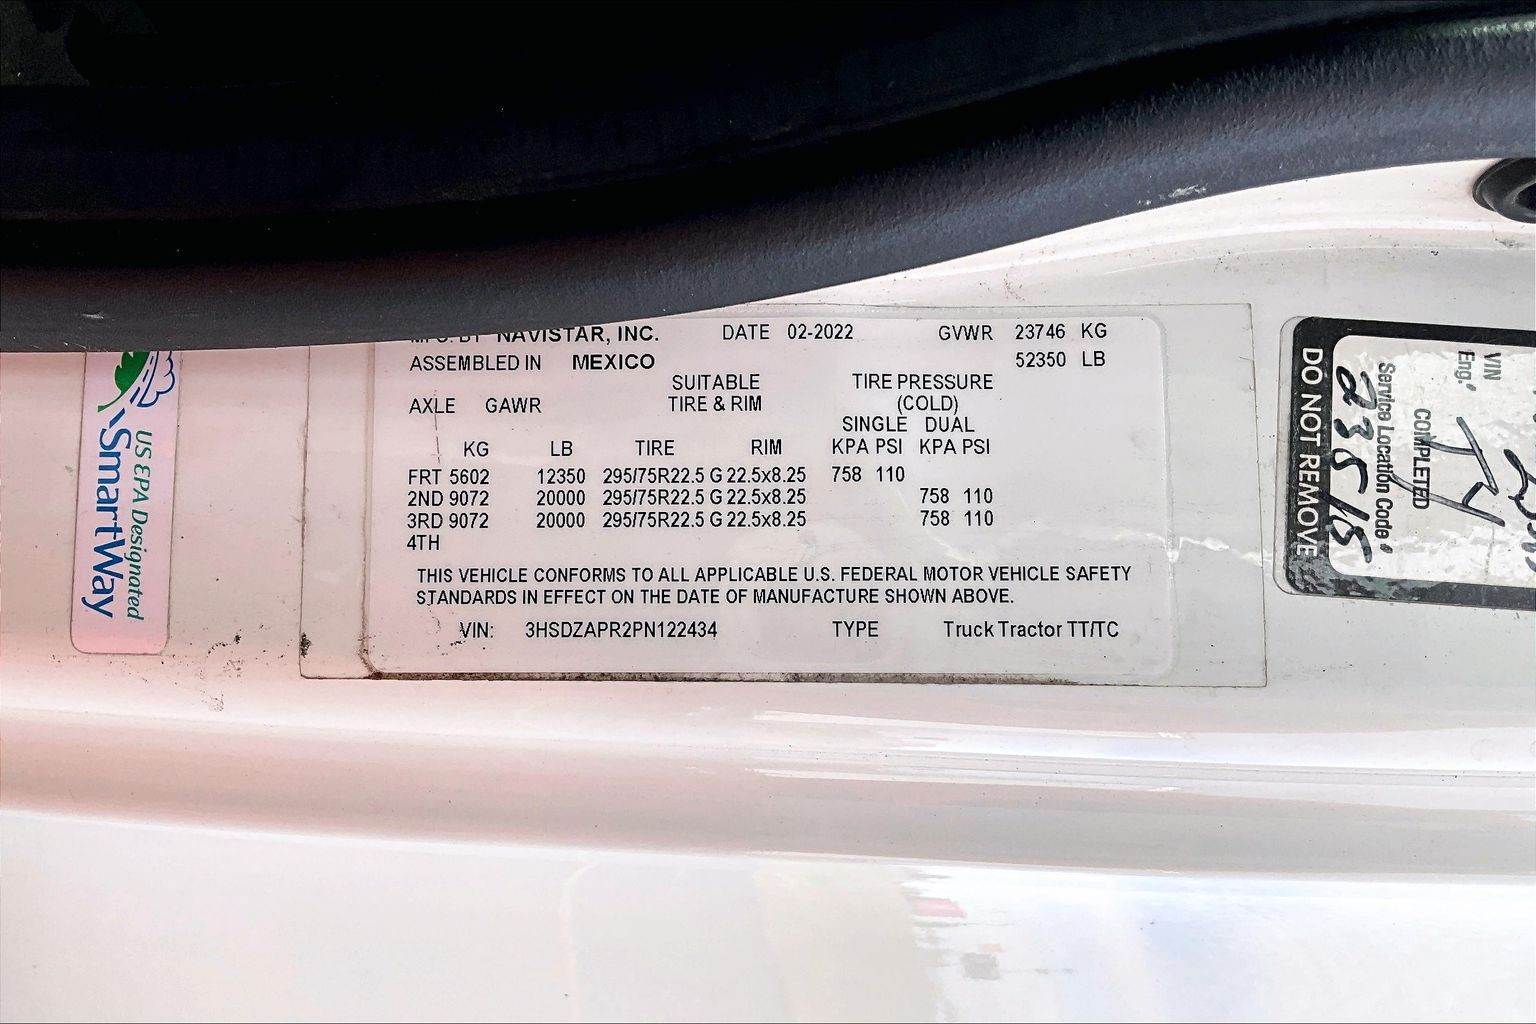 MFG. BY NAVISTAR, INC. DATE 02-2022 GVWR 23746 KG
ASSEMBLED IN MEXICO 52350 LB
SUITABLE TIRE PRESSURE
AXLE GAWR TIRE & RIM (COLD)
SINGLE DUAL
KG LB TIRE RIM KPA PSI KPA PSI
FRT 5602 12350 295/75R22.5 G 22.5x8.25 758 110
2ND 9072 20000 295/75R22.5 G 22.5x8.25 758 110
3RD 9072 20000 295/75R22.5 G 22.5x8.25 758 110
4TH
THIS VEHICLE CONFORMS TO ALL APPLICABLE U.S. FEDERAL MOTOR VEHICLE SAFETY
STANDARDS IN EFFECT ON THE DATE OF MANUFACTURE SHOWN ABOVE.
VIN: 3HSDZAPR2PN122434 TYPE Truck Tractor TT/TC
US EPA Designated
SmartWay
VIN
Eng.#
COMPLETED
Service Location Code #
DO NOT REMOVE